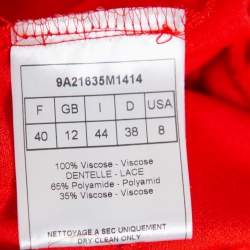 9A21635M1414
F GB I D USA
40 12 44 38 8
100% Viscose - Viscose
DENTELLE - LACE
65% Polyamide - Polyamid
35% Viscose - Viscose
NETTOYAGE A SEC UNIQUEMENT
DRY CLEAN ONLY